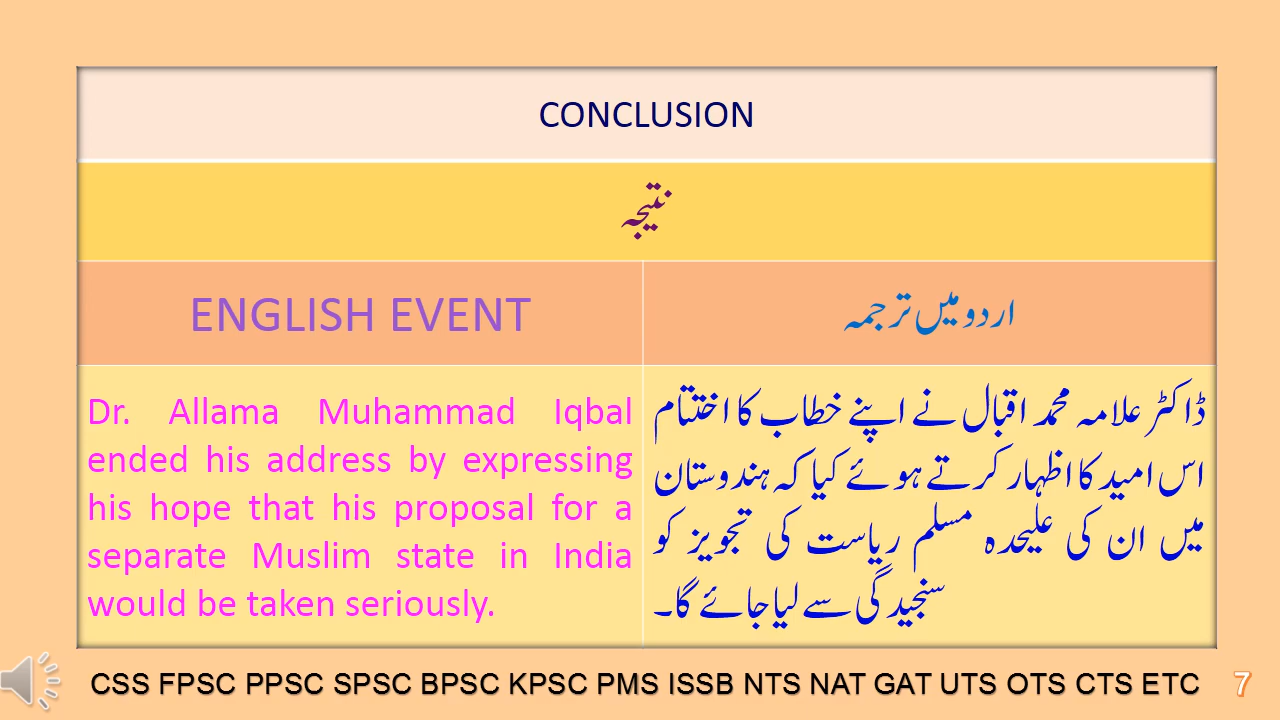 CONCLUSION
نتیجہ
ENGLISH EVENT
اردو میں ترجمہ
Dr. Allama Muhammad Iqbal
ended his address by expressing
his hope that his proposal for a
separate Muslim state in India
would be taken seriously.
ڈاکٹر علامہ محمد اقبال نے اپنے خطاب کا اختتام
اس امید کا اظہار کرتے ہوئے کیا کہ ہندوستان
میں ان کی علیحدہ مسلم ریاست کی تجویز کو
سنجیدگی سے لیا جائے گا۔
CSS FPSC PPSC SPSC BPSC KPSC PMS ISSB NTS NAT GAT UTS OTS CTS ETC
7